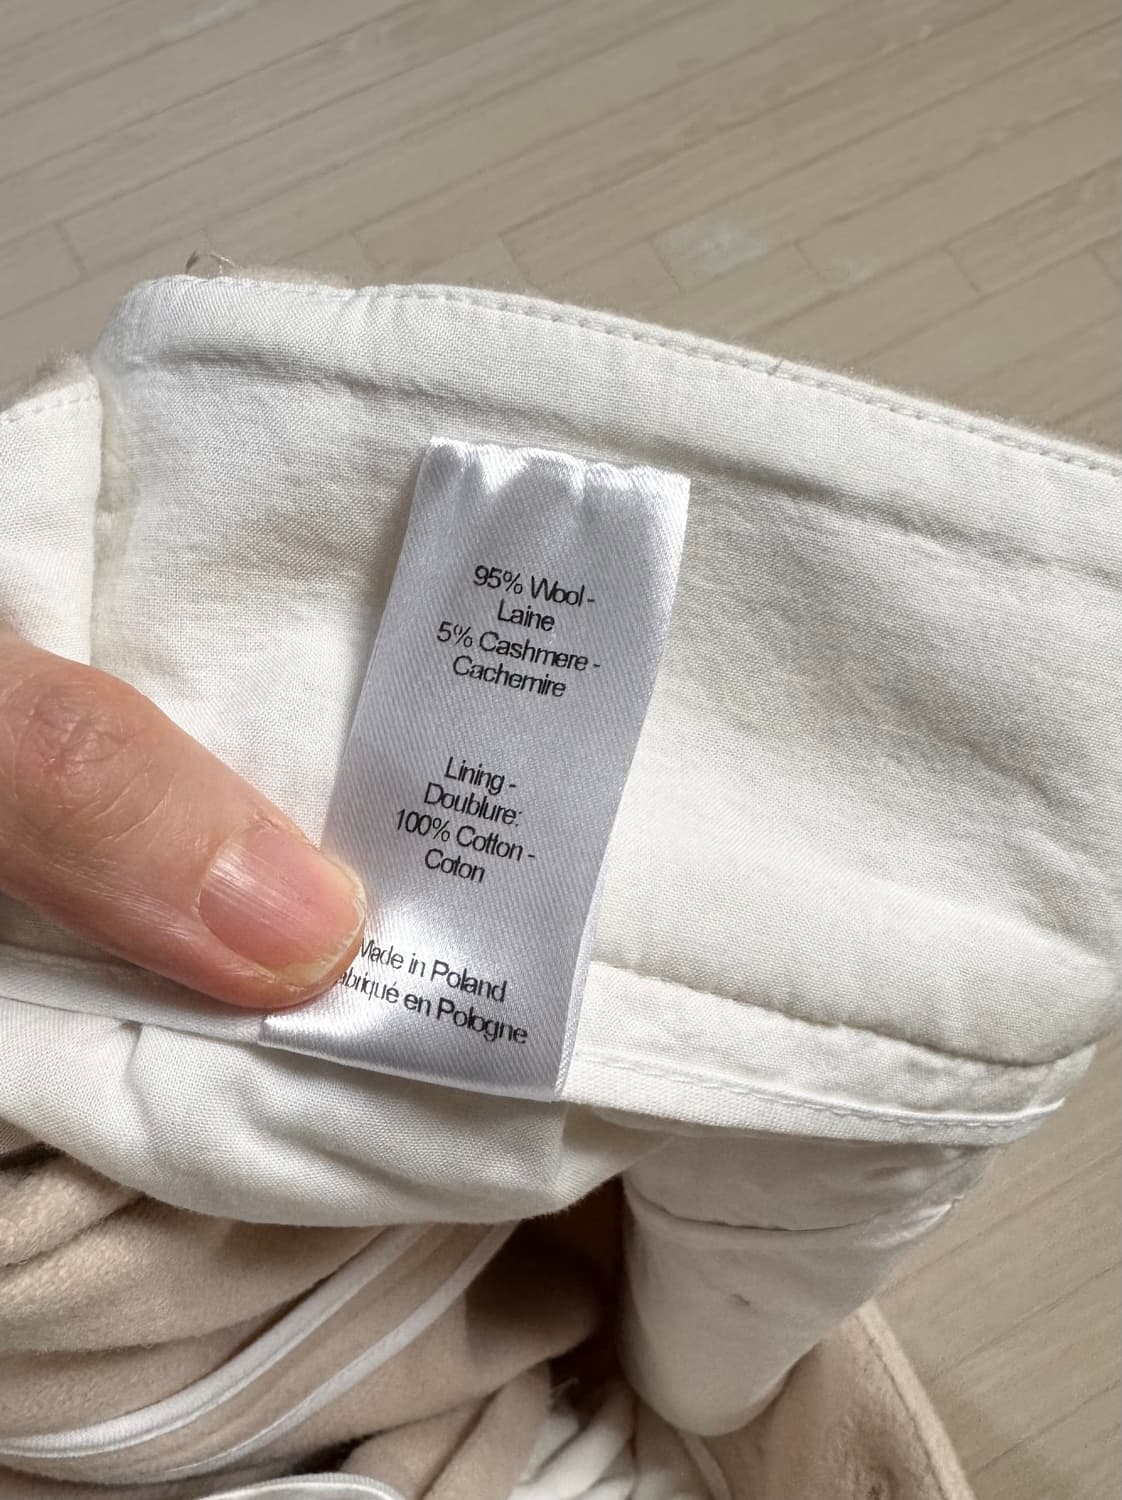 95% Wool -
Laine
5% Cashmere -
Cachemire
Lining -
Doublure:
100% Cotton -
Coton
Made in Poland
abriqué en Pologne